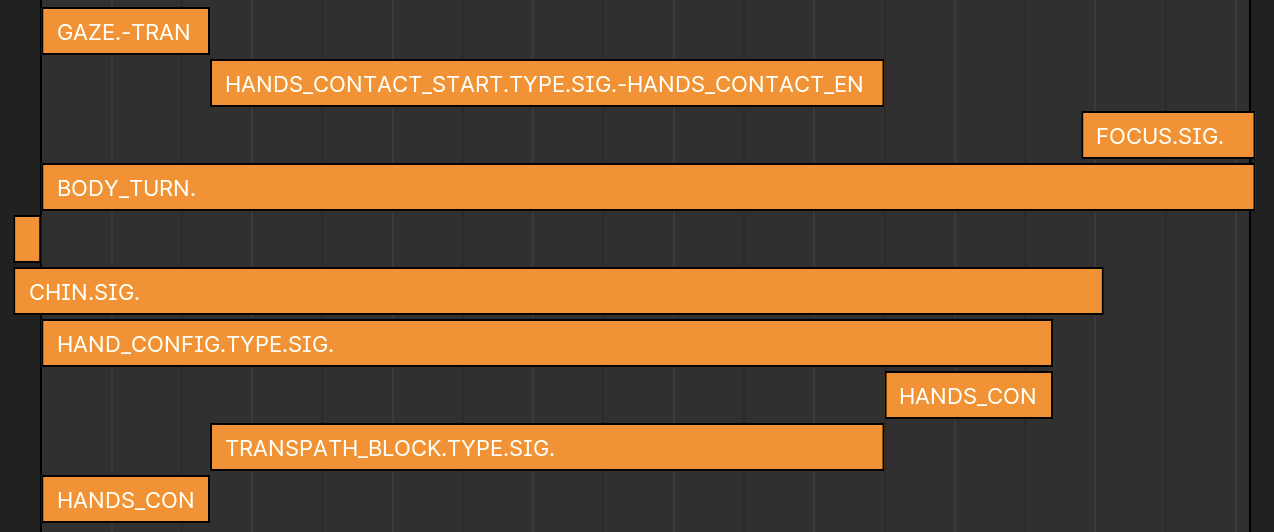 GAZE.-TRAN
HANDS_CONTACT_START.TYPE.SIG.-HANDS_CONTACT_EN
FOCUS.SIG.
BODY_TURN.
CHIN.SIG.
HAND_CONFIG.TYPE.SIG.
HANDS_CON
TRANSPATH_BLOCK.TYPE.SIG.
HANDS_CON